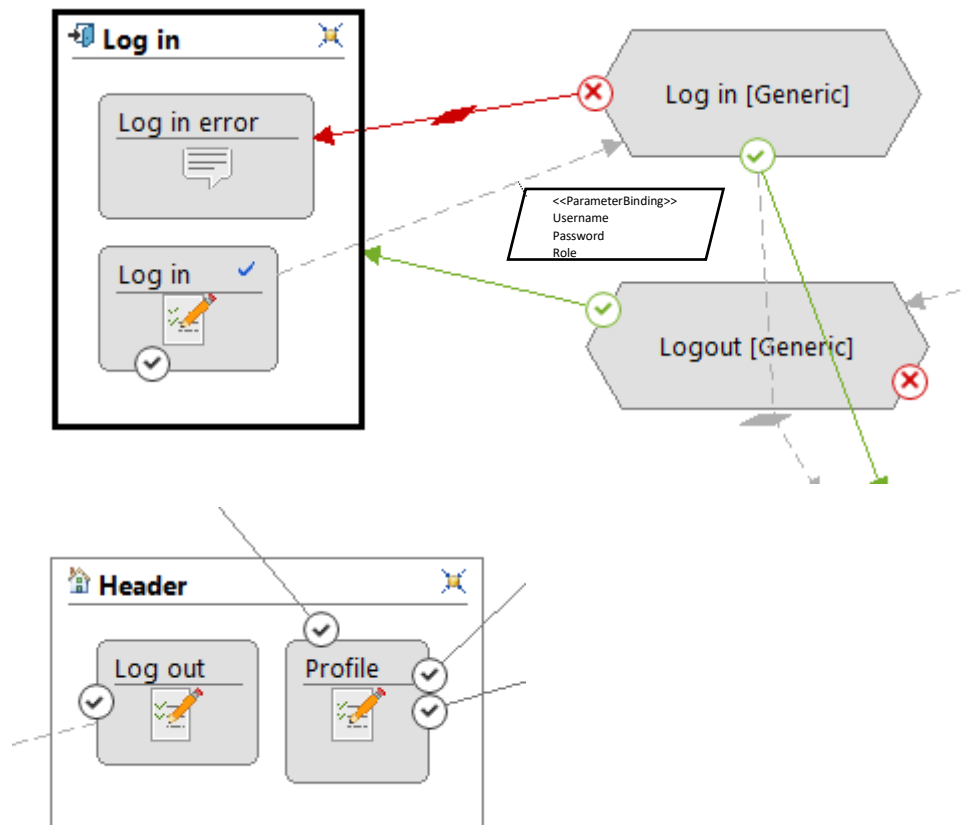 Log in
Log in error
Log in
Log in [Generic]
<<ParameterBinding>>
Username
Password
Role
Logout [Generic]
Header
Log out
Profile